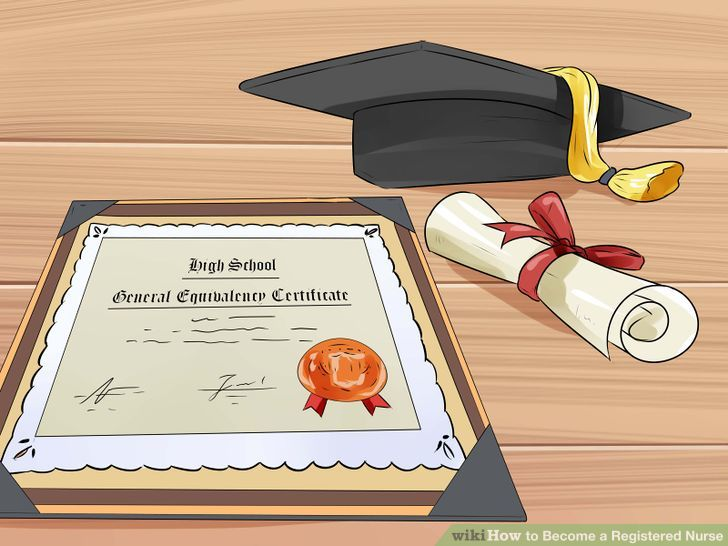 High School
General Equivalency Certificate
wikiHow to Become a Registered Nurse